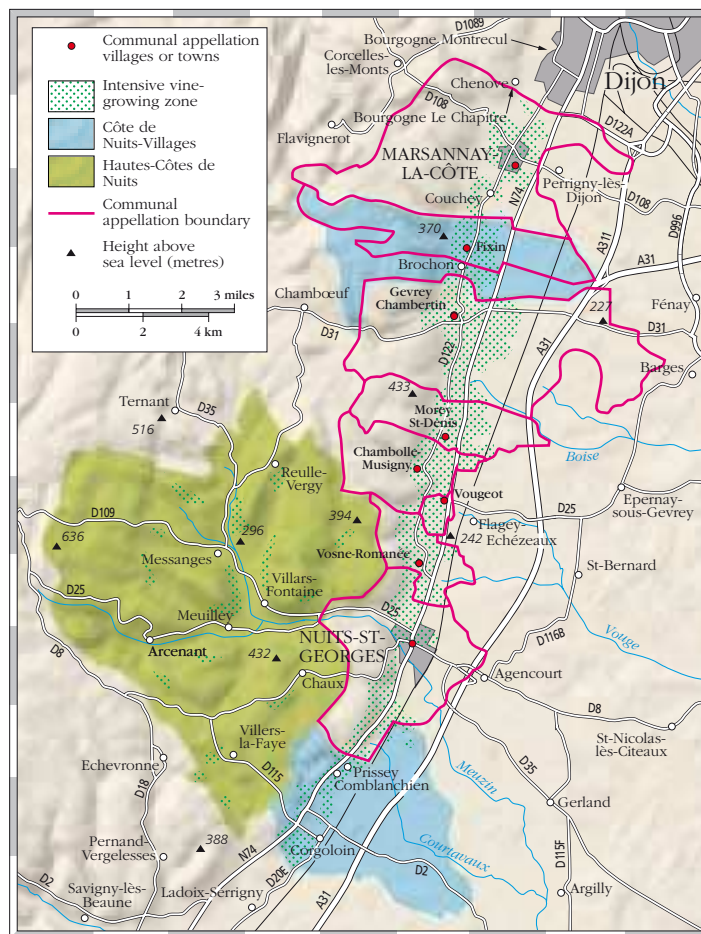 Communal appellation
villages or towns
Intensive vine-
growing zone
Côte de
Nuits-Villages
Hautes-Côtes de
Nuits
Communal
appellation boundary
Height above
sea level (metres)
0 1 2 3 miles
0 2 4 km
D1089
Bourgogne Montrecul
Corcelles-
les-Monts
Dijon
Chenove
D108
Bourgogne Le Chapitre
D122A
Flavignerot
MARSANNAY-
LA-CÔTE
Perrigny-lès-
Dijon
D108
Couchey
N74
A311
D996
370
Fixin
A31
Brochon
Gevrey
Chambertin
Chambœuf
227
Fénay
D31
D31
D122
A31
Barges
433
Ternant
D35
516
Morey
St-Denis
Boise
Chambolle-
Musigny
Reulle-
Vergy
Vougeot
Epernay-
sous-Gevrey
D109
394
D25
636
296
Flagey-
Echézeaux
242
Messanges
Vosne-Romanée
St-Bernard
D25
Villars-
Fontaine
Meuilley
D25
Vouge
D116B
Arcenant
NUITS-ST-
GEORGES
D8
432
Chaux
Agencourt
D8
St-Nicolas-
lès-Cîteaux
Villers-
la-Faye
Echevronne
D35
Meuzin
D115
Prissey
Comblanchien
D18
Gerland
388
Pernand-
Vergelesses
Corgoloin
Courtavaux
D115F
N74
D2
D20E
D2
A31
Savigny-lès-
Beaune
Ladoix-Serrigny
Argilly